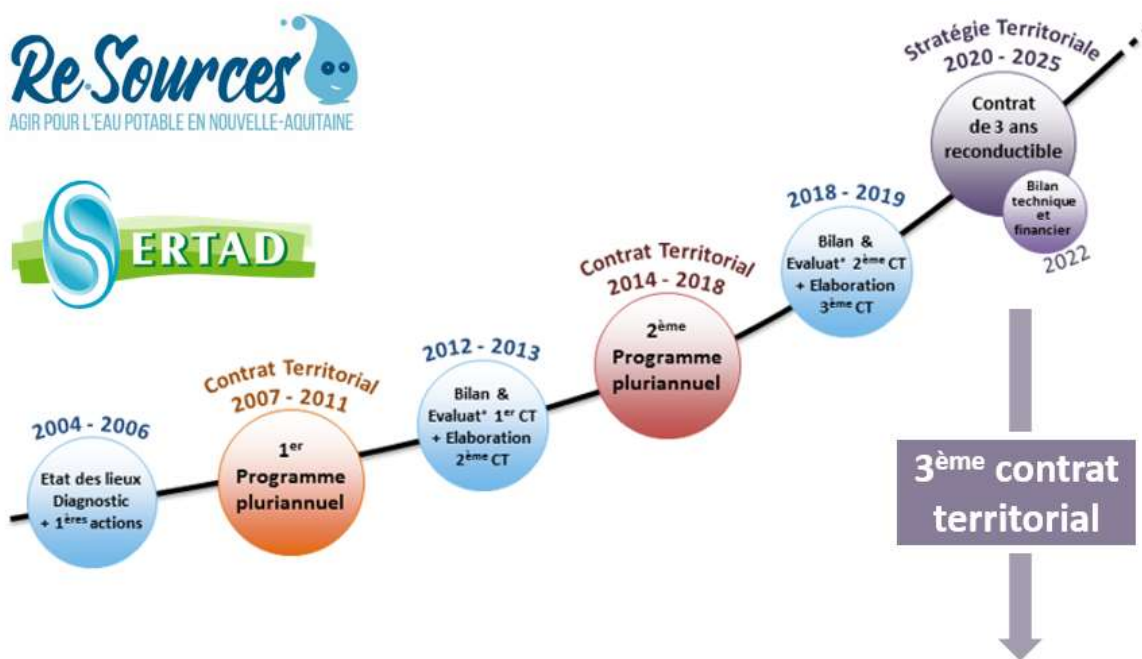 Re.Sources
AGIR POUR L'EAU POTABLE EN NOUVELLE-AQUITAINE
SERTAD
2004 - 2006
Etat des lieux
Diagnostic
+ 1ères actions
Contrat Territorial
2007 - 2011
1er
Programme
pluriannuel
2012 - 2013
Bilan &
Evaluat° 1er CT
+ Elaboration
2ème CT
Contrat Territorial
2014 - 2018
2ème
Programme
pluriannuel
2018 - 2019
Bilan &
Evaluat° 2ème CT
+ Elaboration
3ème CT
Stratégie Territoriale
2020 - 2025
Contrat
de 3 ans
reconductible
Bilan
technique
et
financier
2022
3ème contrat
territorial